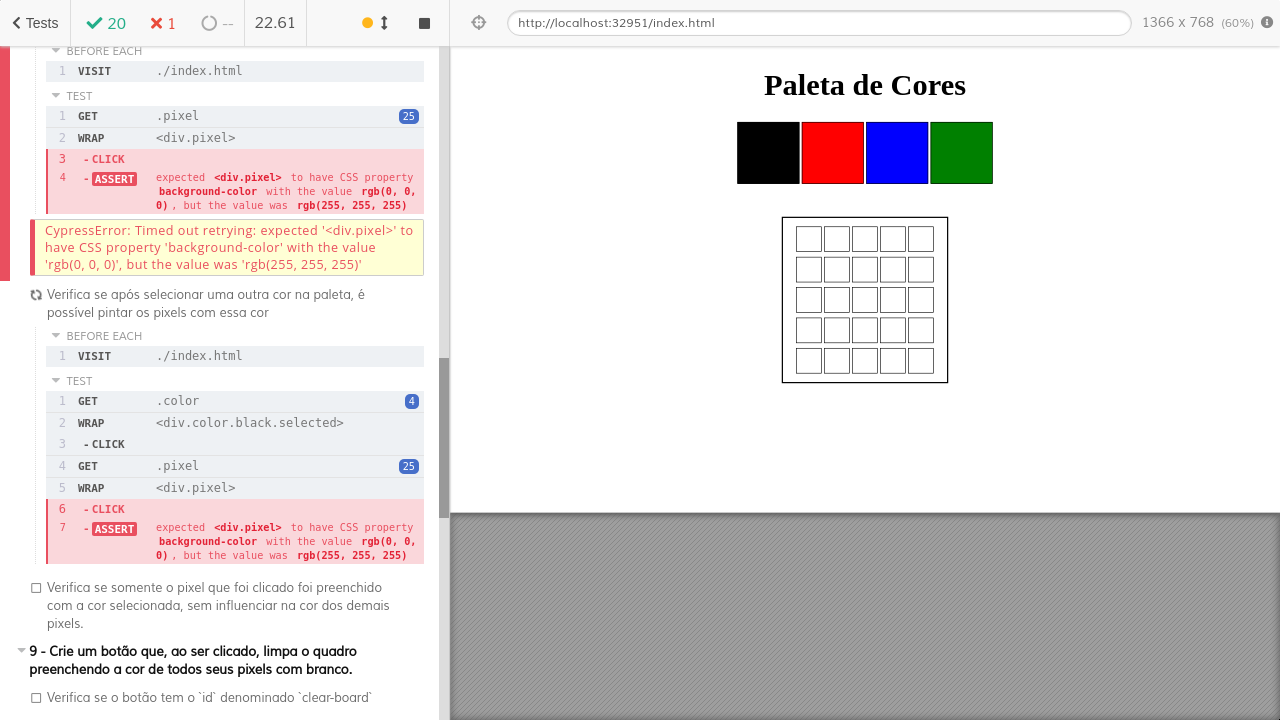 Tests
20
1
--
22.61
http://localhost:32951/index.html
1366 x 768 (60%)
BEFORE EACH
1 VISIT ./index.html
TEST
1 GET .pixel 25
2 WRAP <div.pixel>
3 - CLICK
4 - ASSERT expected <div.pixel> to have CSS property
background-color with the value rgb(0, 0,
0) , but the value was rgb(255, 255, 255)
CypressError: Timed out retrying: expected '<div.pixel>' to
have CSS property 'background-color' with the value
'rgb(0, 0, 0)', but the value was 'rgb(255, 255, 255)'
Verifica se após selecionar uma outra cor na paleta, é
possível pintar os pixels com essa cor
BEFORE EACH
1 VISIT ./index.html
TEST
1 GET .color 4
2 WRAP <div.color.black.selected>
3 - CLICK
4 GET .pixel 25
5 WRAP <div.pixel>
6 - CLICK
7 - ASSERT expected <div.pixel> to have CSS property
background-color with the value rgb(0, 0,
0) , but the value was rgb(255, 255, 255)
Verifica se somente o pixel que foi clicado foi preenchido
com a cor selecionada, sem influenciar na cor dos demais
pixels.
9 - Crie um botão que, ao ser clicado, limpa o quadro
preenchendo a cor de todos seus pixels com branco.
Verifica se o botão tem o `id` denominado `clear-board`
Paleta de Cores